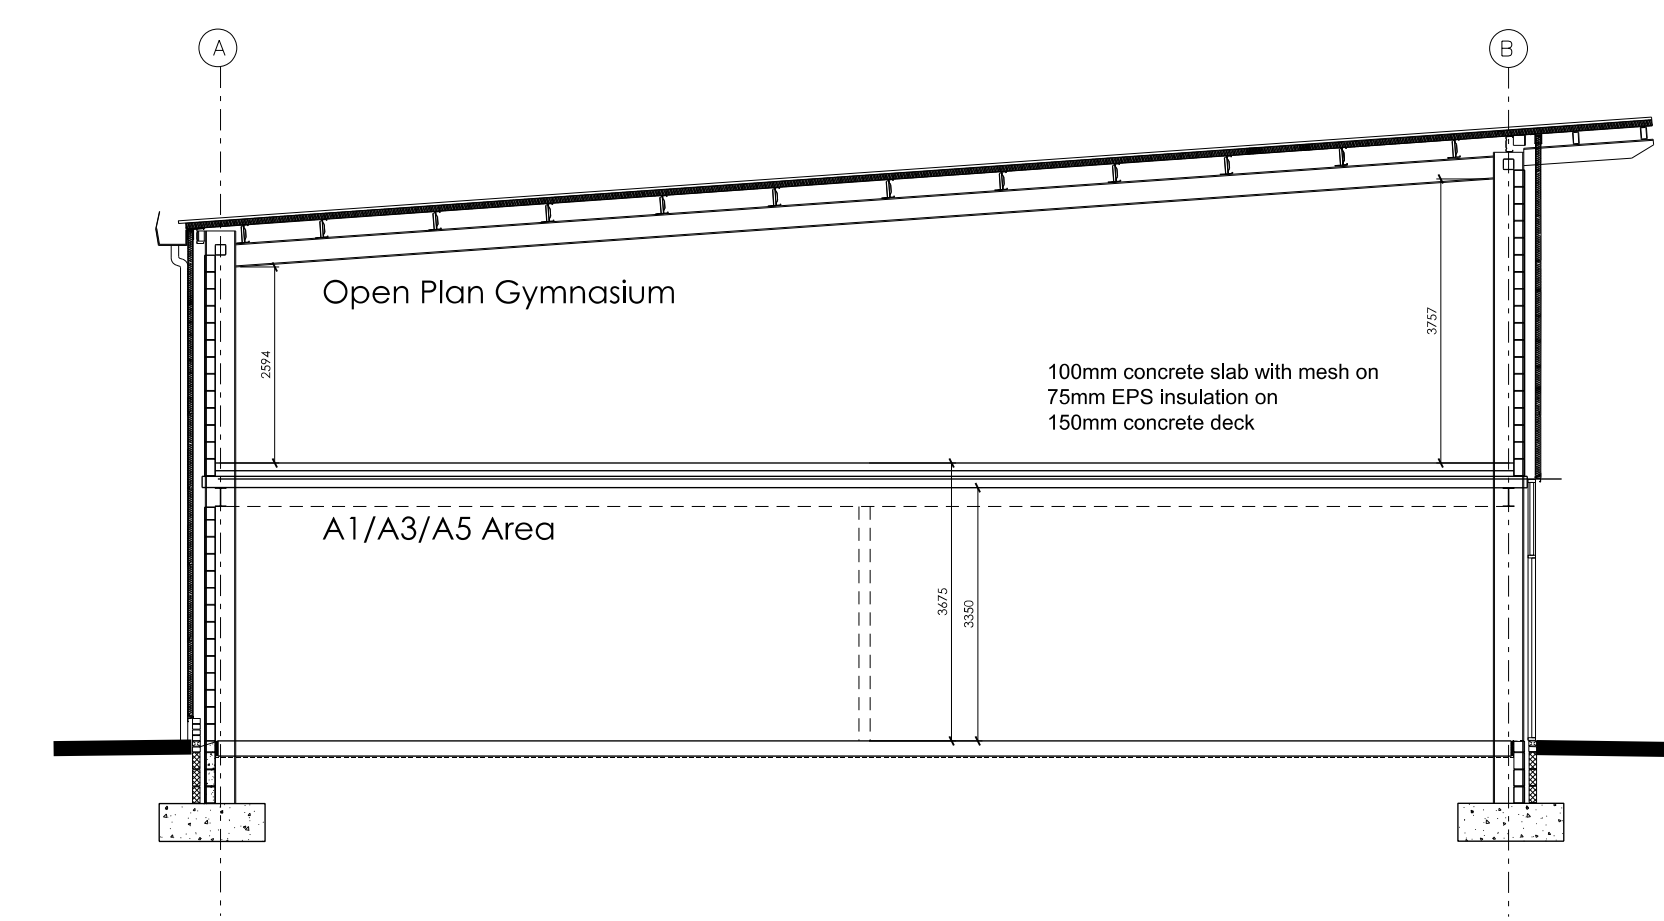 A
B
Open Plan Gymnasium
2594
3757
100mm concrete slab with mesh on
75mm EPS insulation on
150mm concrete deck
A1/A3/A5 Area
3675
3350